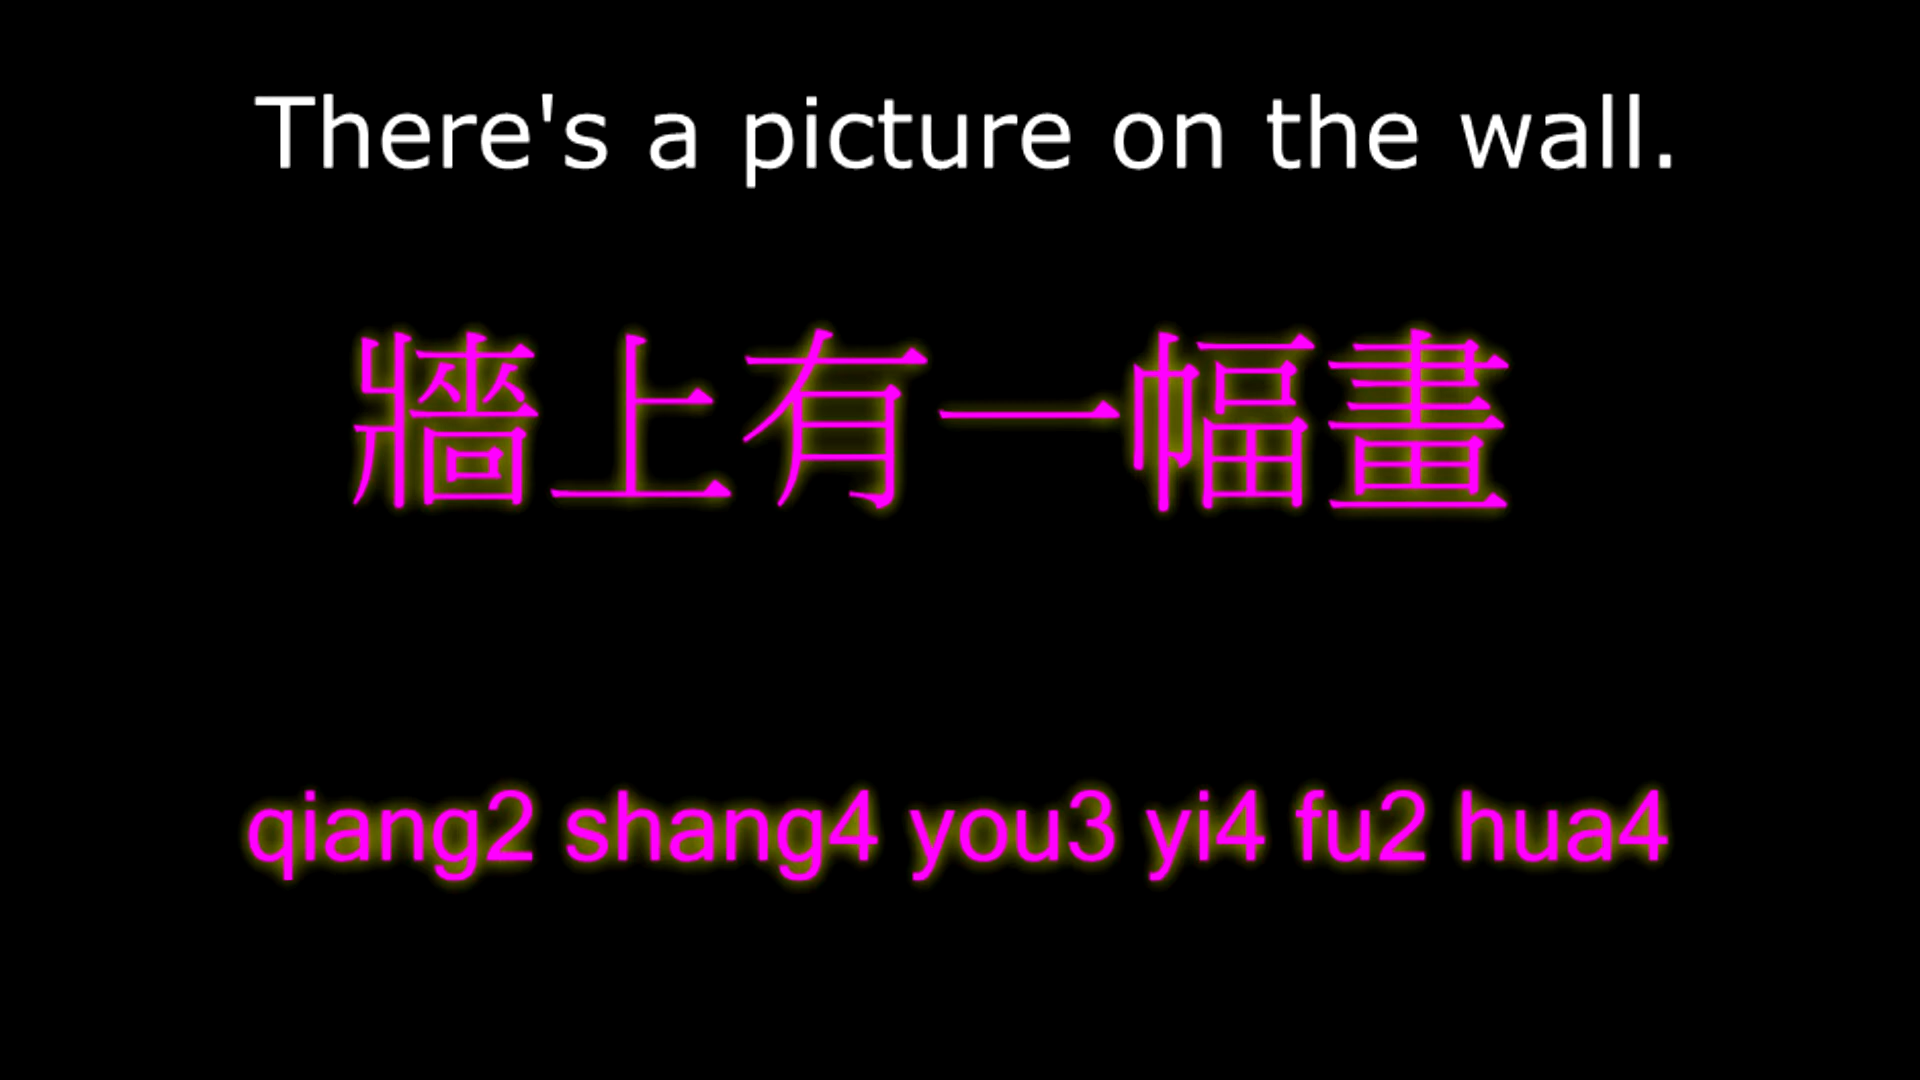 There's a picture on the wall.
牆上有一幅畫
qiang2 shang4 you3 yi4 fu2 hua4